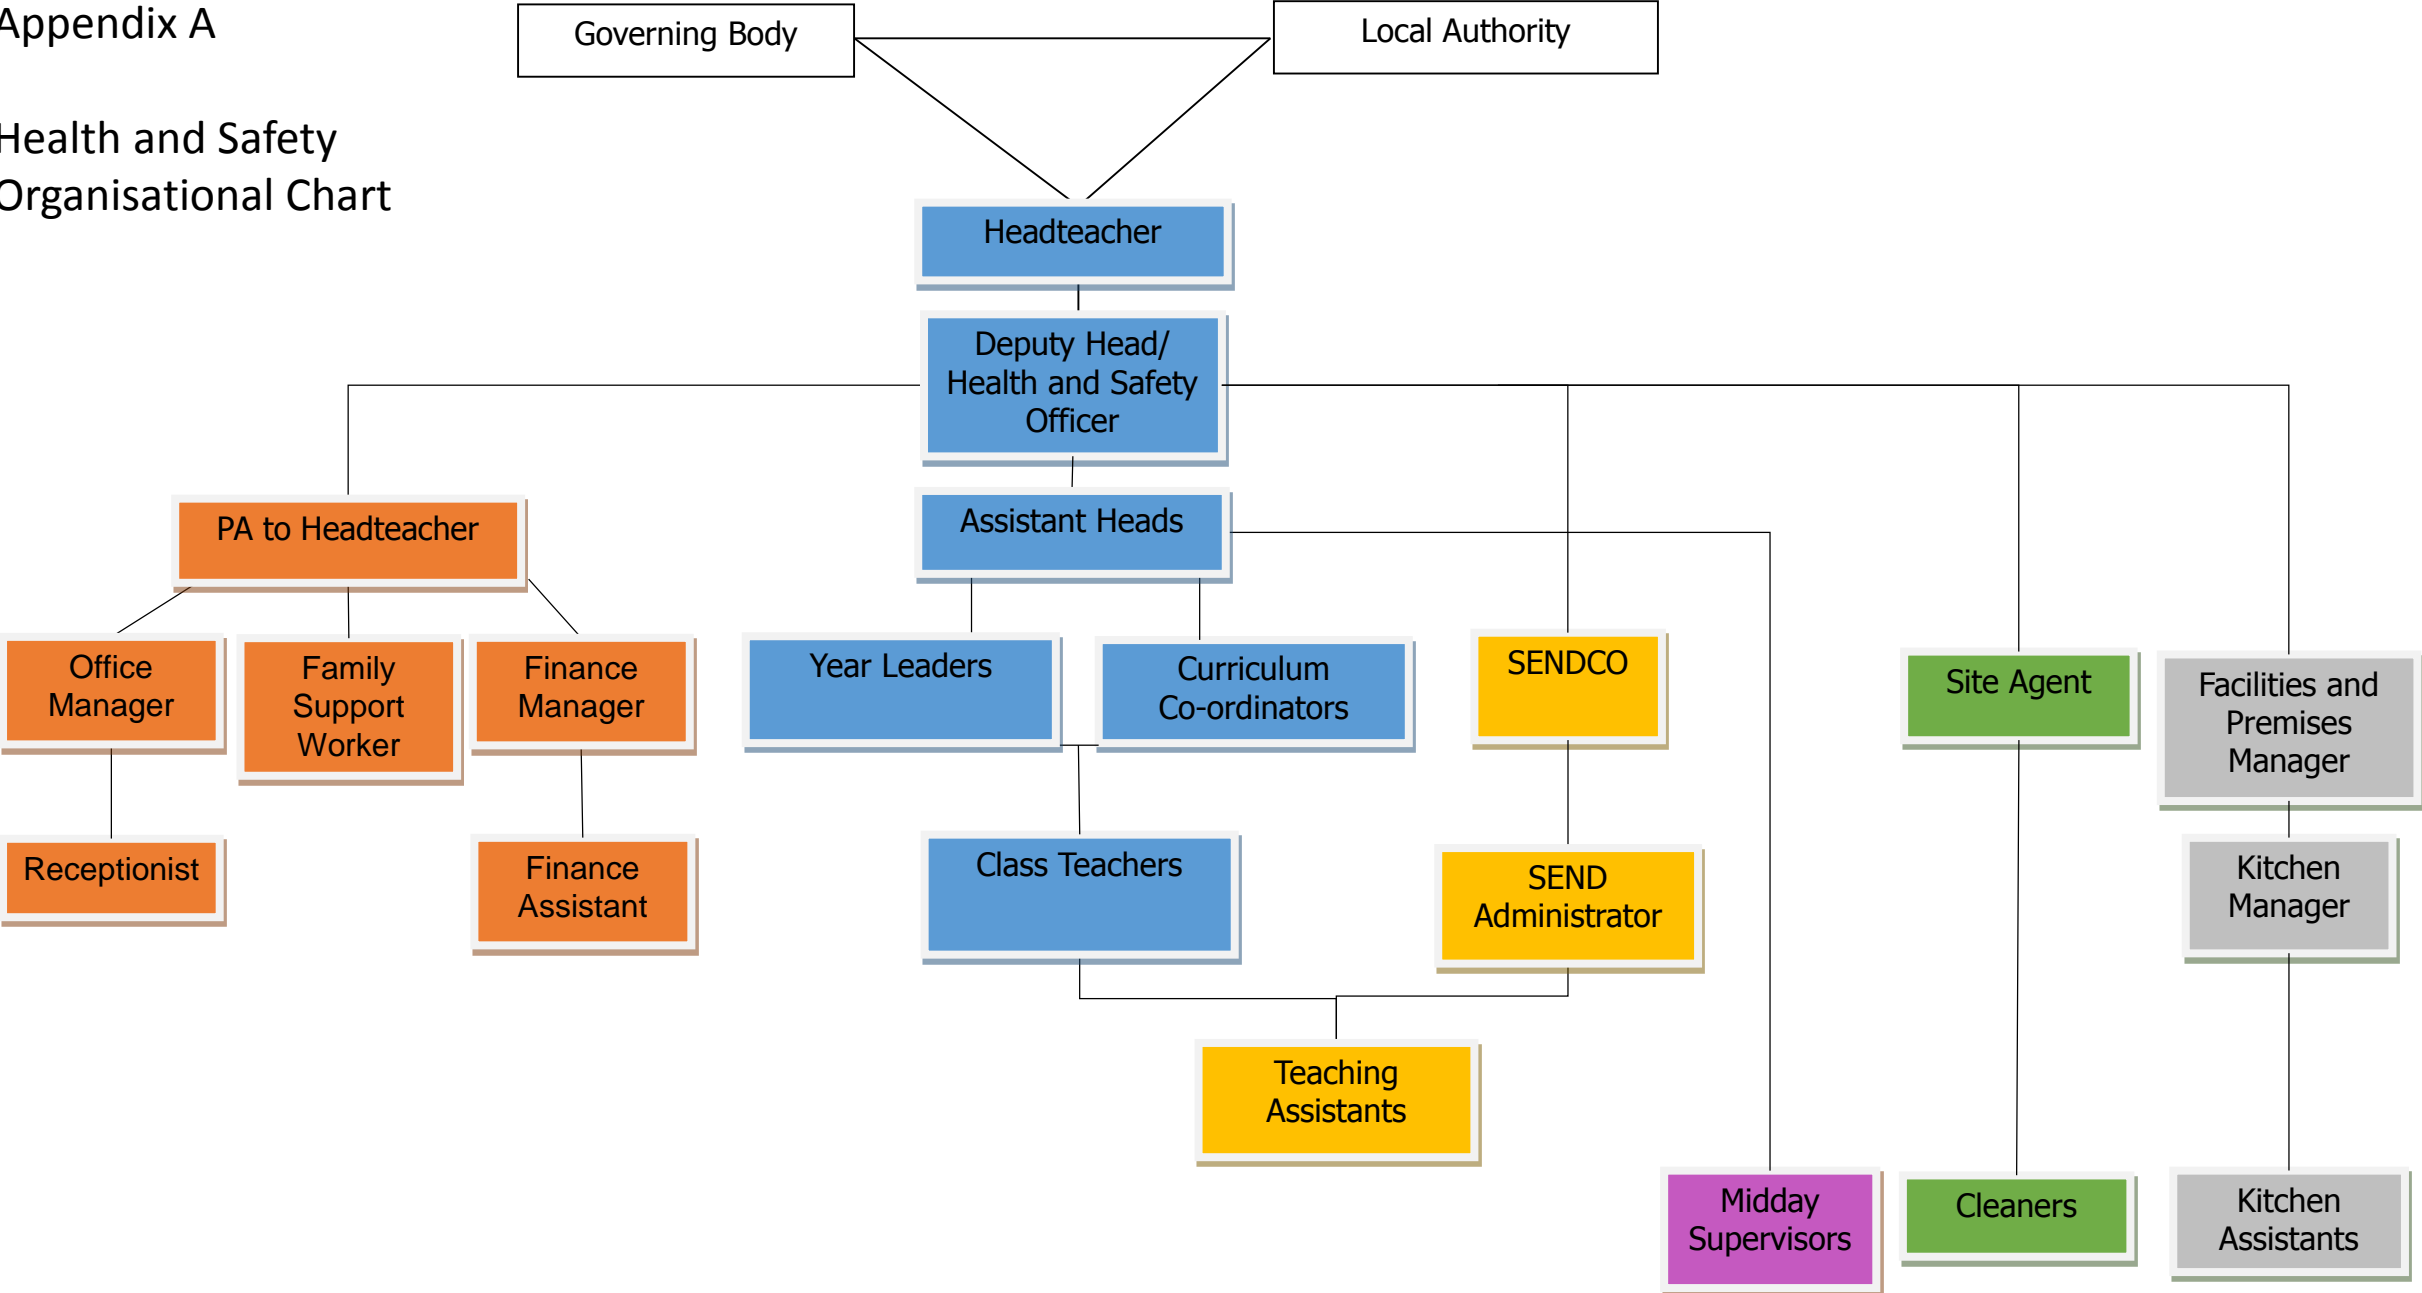 Appendix A
Governing Body
Local Authority
Health and Safety
Organisational Chart
Headteacher
Deputy Head/
Health and Safety
Officer
PA to Headteacher
Assistant Heads
Office
Manager
Family
Support
Worker
Finance
Manager
Year Leaders
Curriculum
Co-ordinators
SENDCO
Site Agent
Facilities and
Premises
Manager
Receptionist
Finance
Assistant
Class Teachers
SEND
Administrator
Kitchen
Manager
Teaching
Assistants
Midday
Supervisors
Cleaners
Kitchen
Assistants